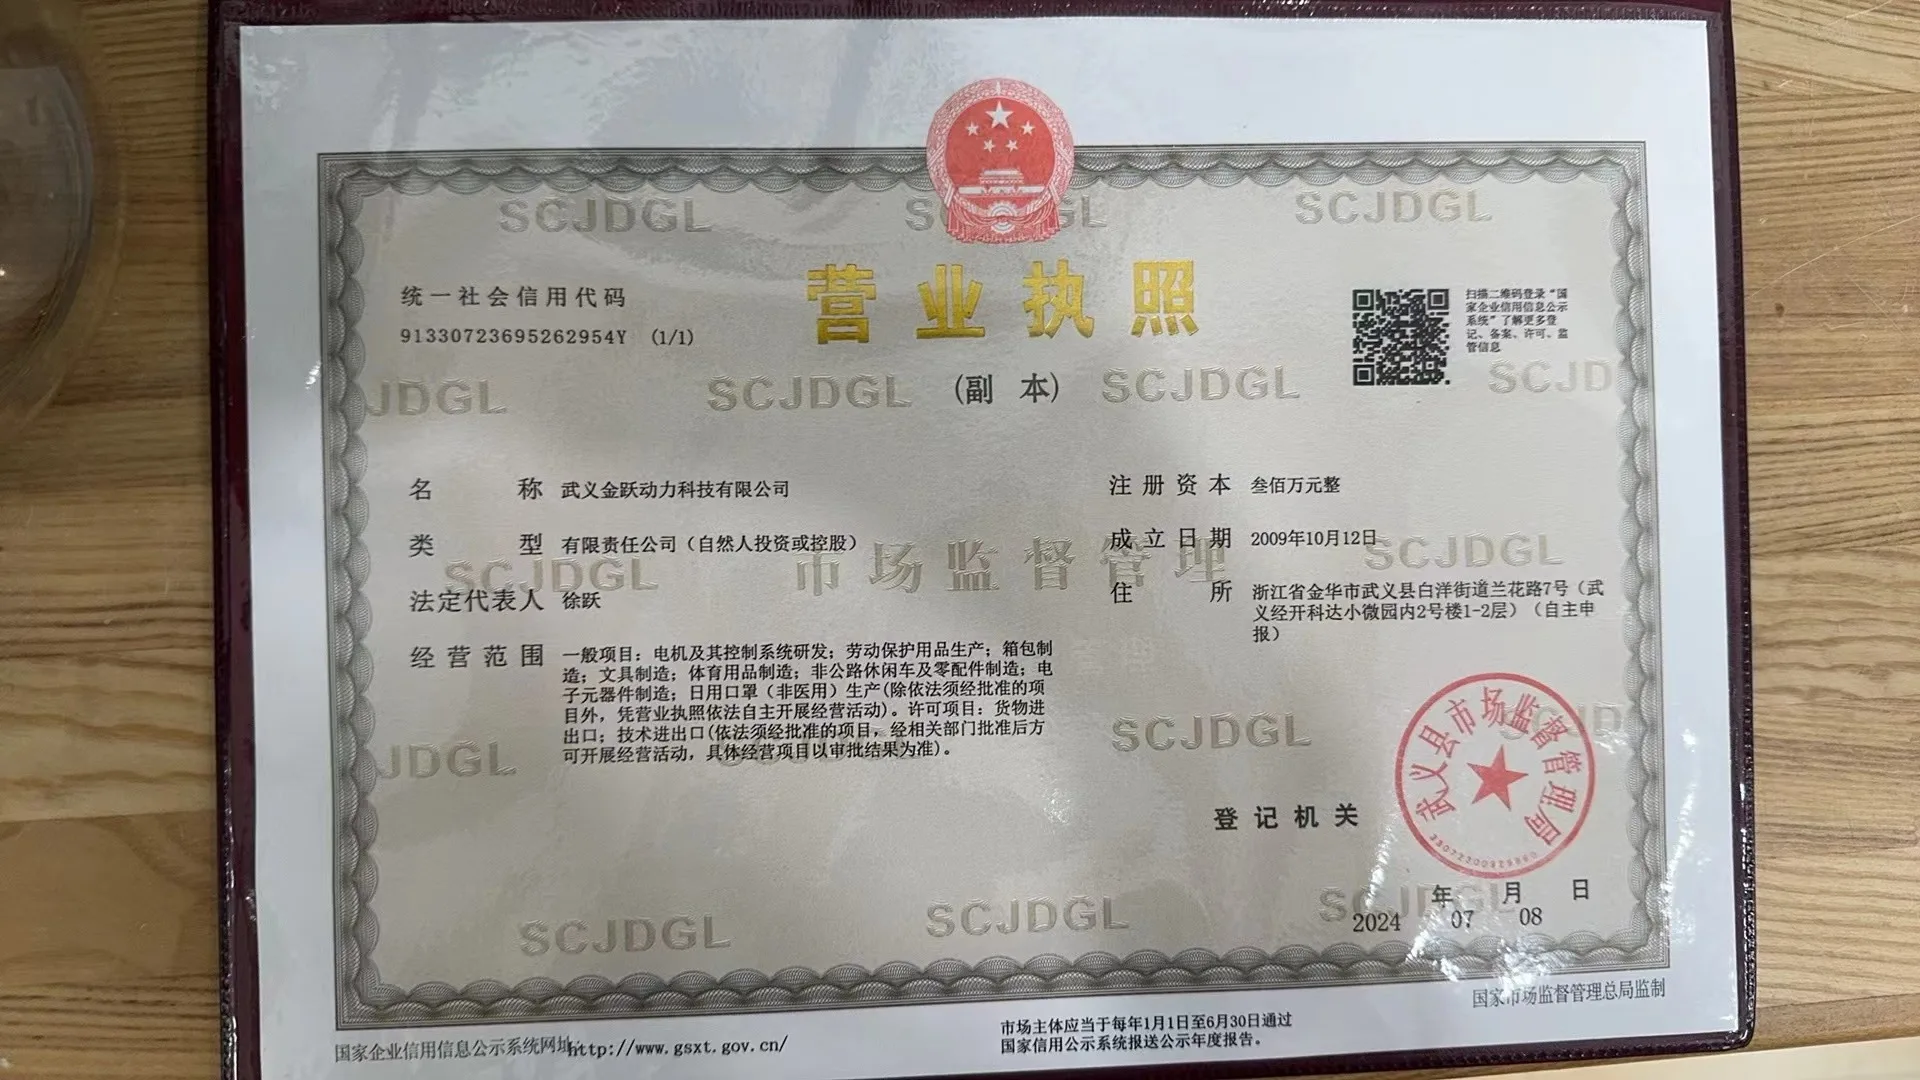 SCJDGL
SCJDGL
营业执照
统一社会信用代码
91330723695262954Y (1/1)
扫描二维码登录“国
家企业信用信息公示
系统”了解更多登
记、备案、许可、监
管信息
JDGL
SCJDGL
(副 本)
SCJDGL
SCJD
名 称 武义金跃动力科技有限公司
类 型 有限责任公司（自然人投资或控股）
法定代表人 徐跃
经营范围 一般项目：电机及其控制系统研发；劳动保护用品生产；箱包制
造；文具制造；体育用品制造；非公路休闲车及零配件制造；电
子元器件制造；日用口罩（非医用）生产(除依法须经批准的项
目外，凭营业执照依法自主开展经营活动)。许可项目：货物进
出口；技术进出口(依法须经批准的项目，经相关部门批准后方
可开展经营活动，具体经营项目以审批结果为准)。
注册资本 叁佰万元整
成立日期 2009年10月12日
住 所 浙江省金华市武义县白洋街道兰花路7号（武
义经开科达小微园内2号楼1-2层）（自主申
报）
SCJDGL
市场监督管理
SCJDGL
JDGL
SCJDGL
登记机关
武义县市场监督管理局
年 月 日
2024 07 08
SCJDGL
SCJDGL
国家市场监督管理总局监制
国家企业信用信息公示系统网址:http://www.gsxt.gov.cn/
市场主体应当于每年1月1日至6月30日通过
国家信用公示系统报送公示年度报告。